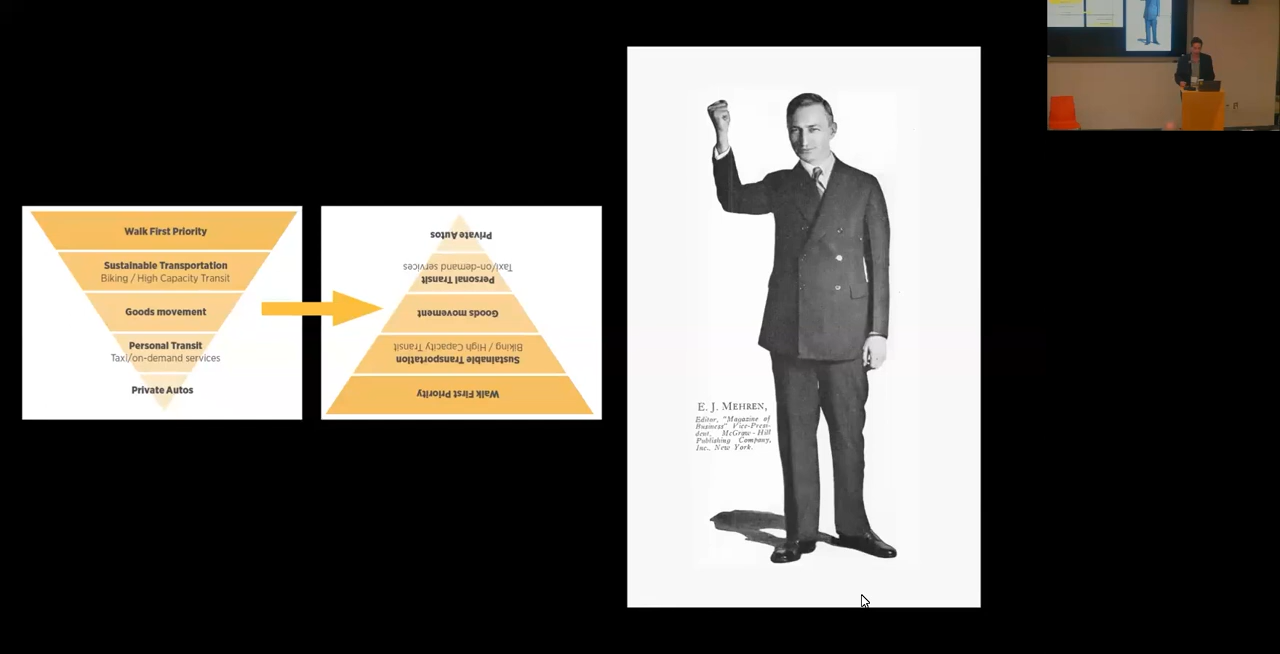 Walk First Priority
Sustainable Transportation
Biking / High Capacity Transit
Goods movement
Personal Transit
Taxi/on-demand services
Private Autos
Private Autos
Taxi/on-demand services
Personal Transit
Goods movement
Biking / High Capacity Transit
Sustainable Transportation
Walk First Priority
E. J. MEHREN,
Editor, "Magazine of
Business" Vice-Presi-
dent, McGraw-Hill
Publishing Company,
Inc., New York.